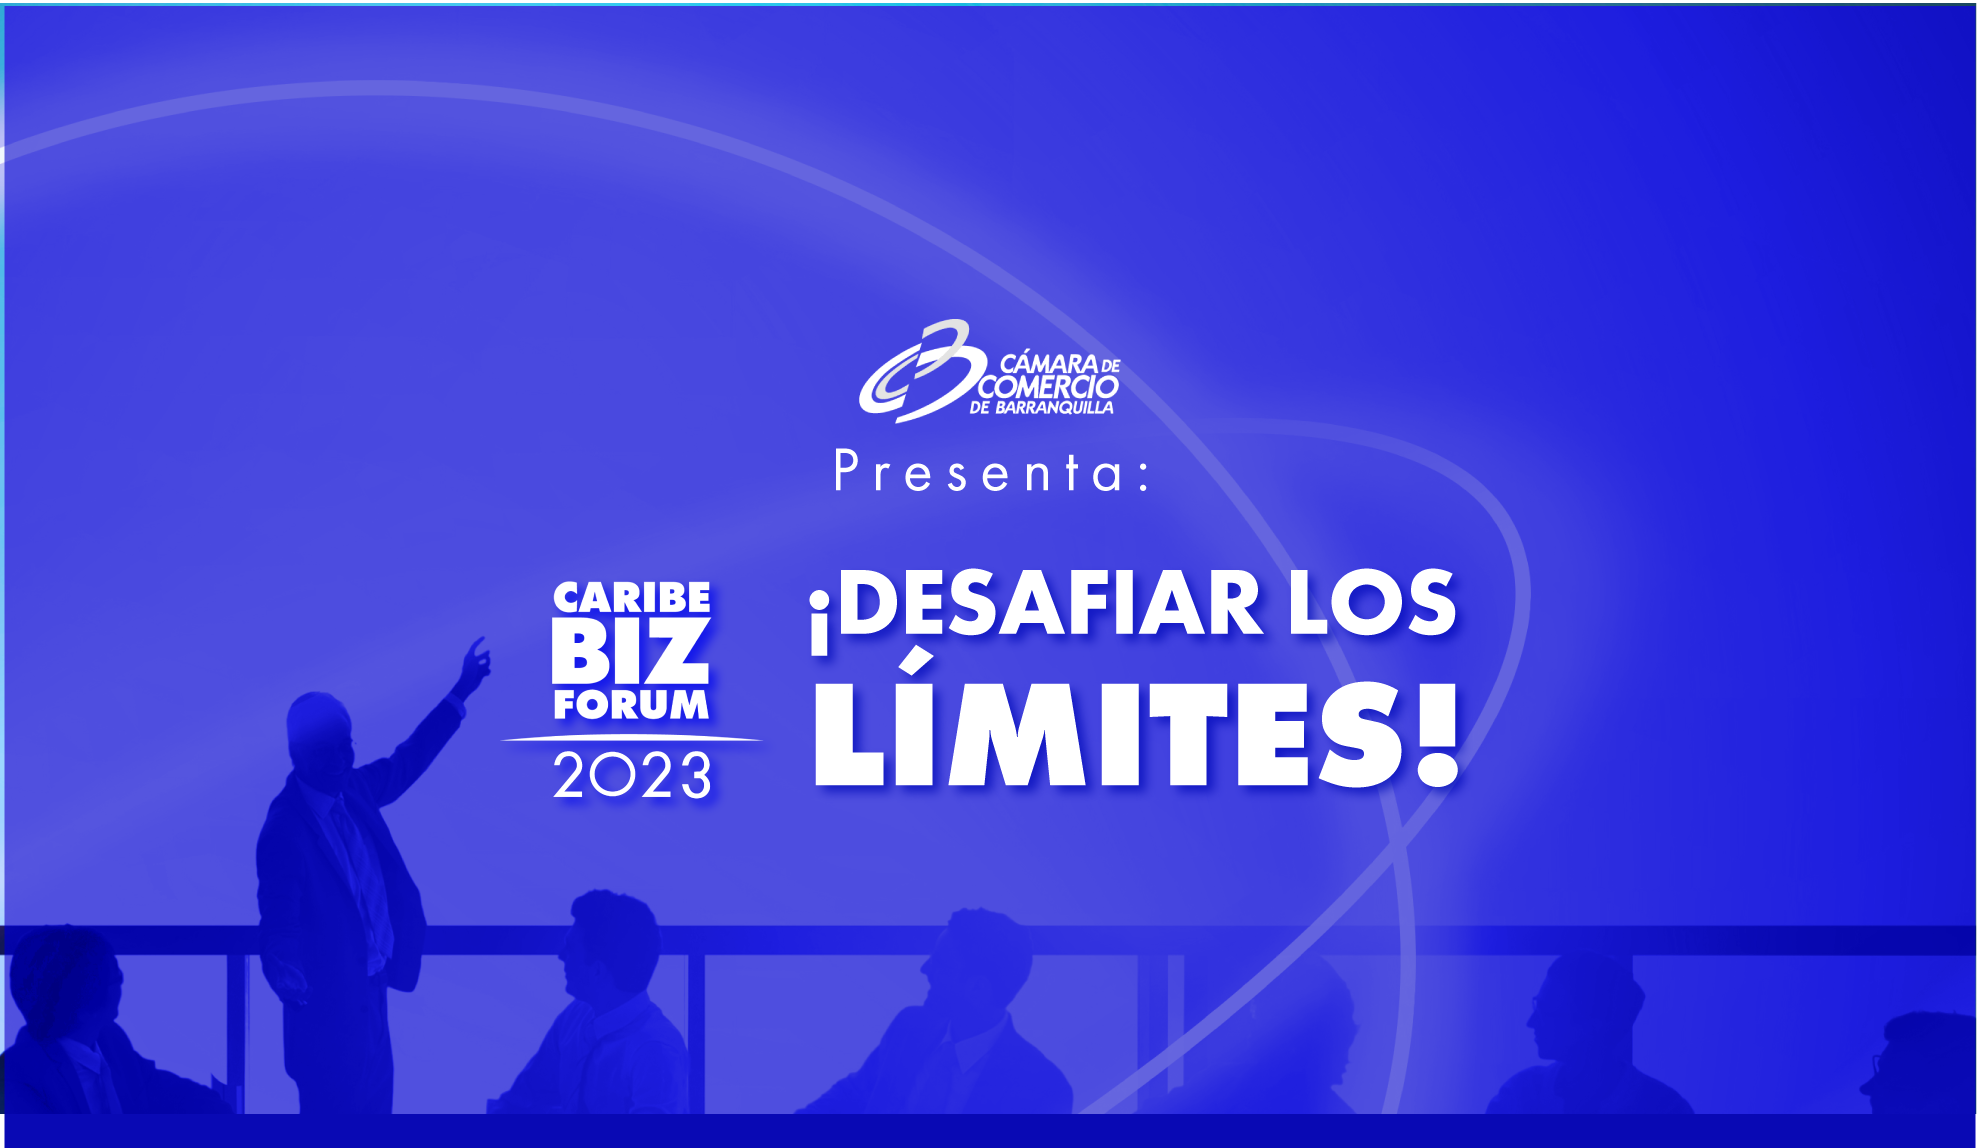 CÁMARA DE
COMERCIO
DE BARRANQUILLA
Presenta:
CARIBE
BIZ
FORUM
2023
¡DESAFIAR LOS
LÍMITES!